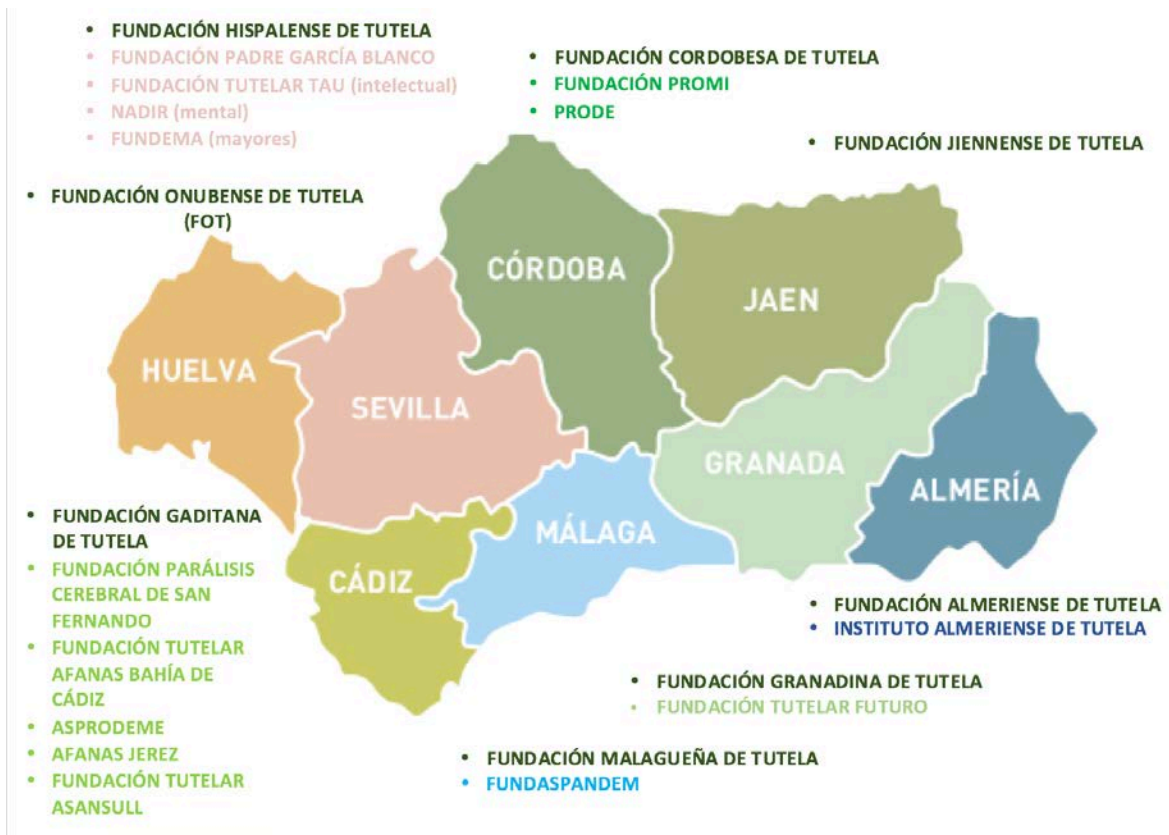 • FUNDACIÓN HISPALENSE DE TUTELA
• FUNDACIÓN PADRE GARCÍA BLANCO
• FUNDACIÓN TUTELAR TAU (intelectual)
• NADIR (mental)
• FUNDEMA (mayores)
• FUNDACIÓN CORDOBESA DE TUTELA
• FUNDACIÓN PROMI
• PRODE
• FUNDACIÓN JIENNENSE DE TUTELA
• FUNDACIÓN ONUBENSE DE TUTELA
(FOT)
CÓRDOBA
JAEN
HUELVA
SEVILLA
GRANADA
ALMERÍA
MÁLAGA
CÁDIZ
• FUNDACIÓN GADITANA
DE TUTELA
• FUNDACIÓN PARÁLISIS
CEREBRAL DE SAN
FERNANDO
• FUNDACIÓN TUTELAR
AFANAS BAHÍA DE
CÁDIZ
• ASPRODEME
• AFANAS JEREZ
• FUNDACIÓN TUTELAR
ASANSULL
• FUNDACIÓN ALMERIENSE DE TUTELA
• INSTITUTO ALMERIENSE DE TUTELA
• FUNDACIÓN GRANADINA DE TUTELA
• FUNDACIÓN TUTELAR FUTURO
• FUNDACIÓN MALAGUEÑA DE TUTELA
• FUNDASPANDEM